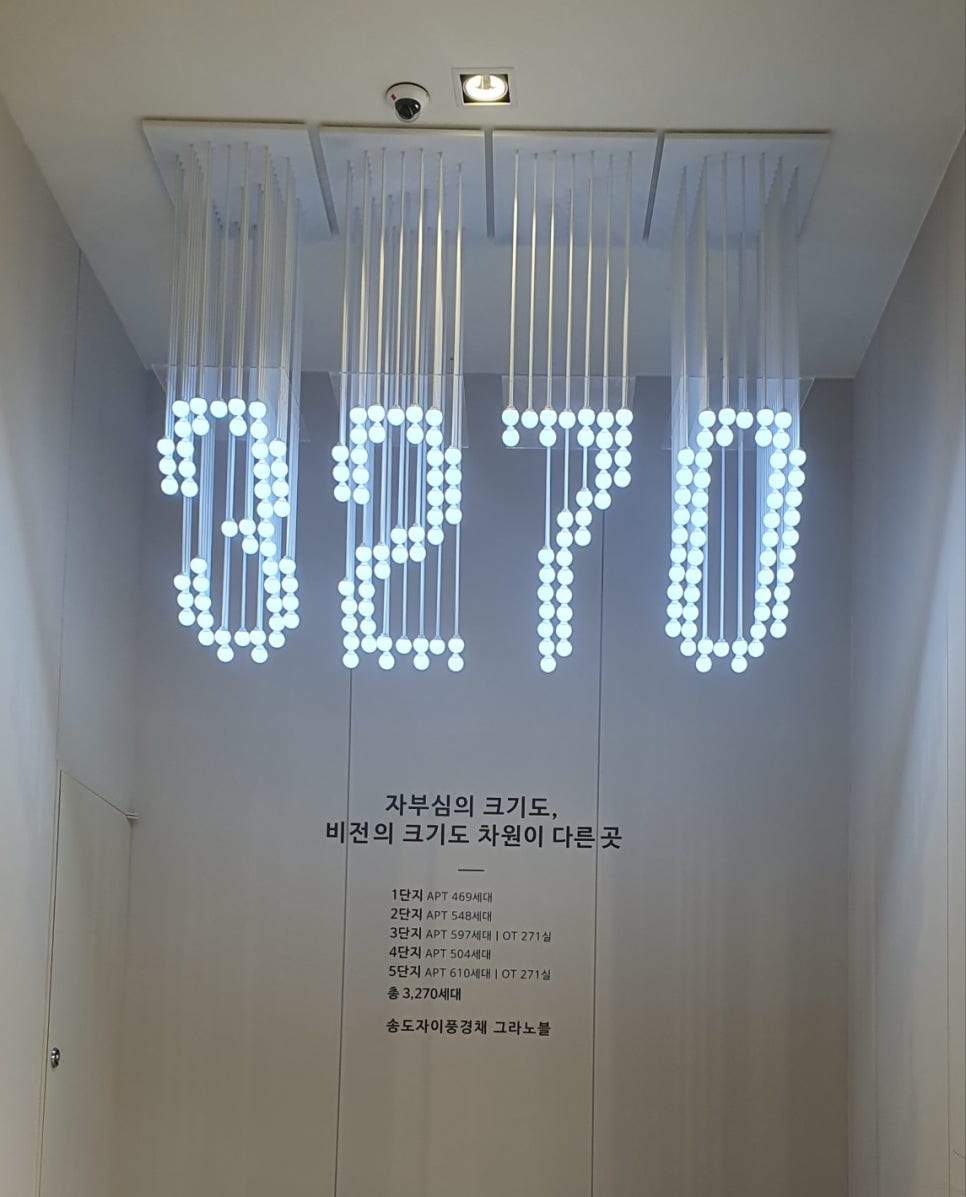 3270
자부심의 크기도,
비전의 크기도 차원이 다른 곳
1단지 APT 469세대
2단지 APT 548세대
3단지 APT 597세대 | OT 271실
4단지 APT 504세대
5단지 APT 610세대 | OT 271실
총 3,270세대
송도자이풍경채 그라노블